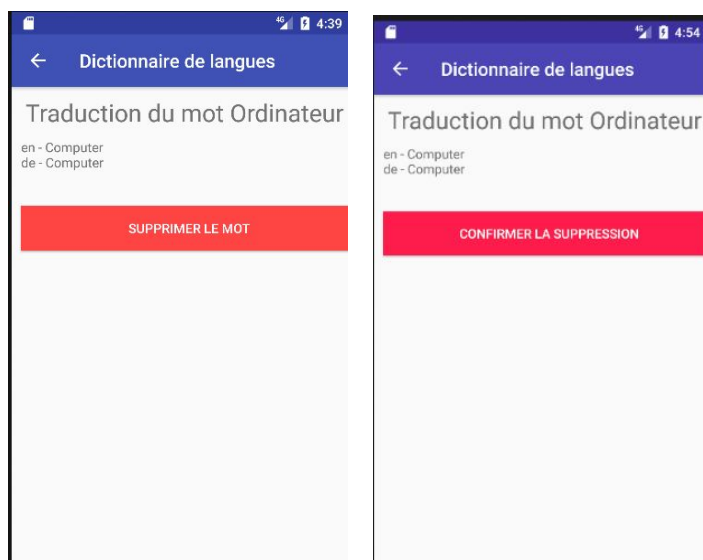 4G 4:39
Dictionnaire de langues
Traduction du mot Ordinateur
en - Computer
de - Computer
SUPPRIMER LE MOT
4G 4:54
Dictionnaire de langues
Traduction du mot Ordinateur
en - Computer
de - Computer
CONFIRMER LA SUPPRESSION